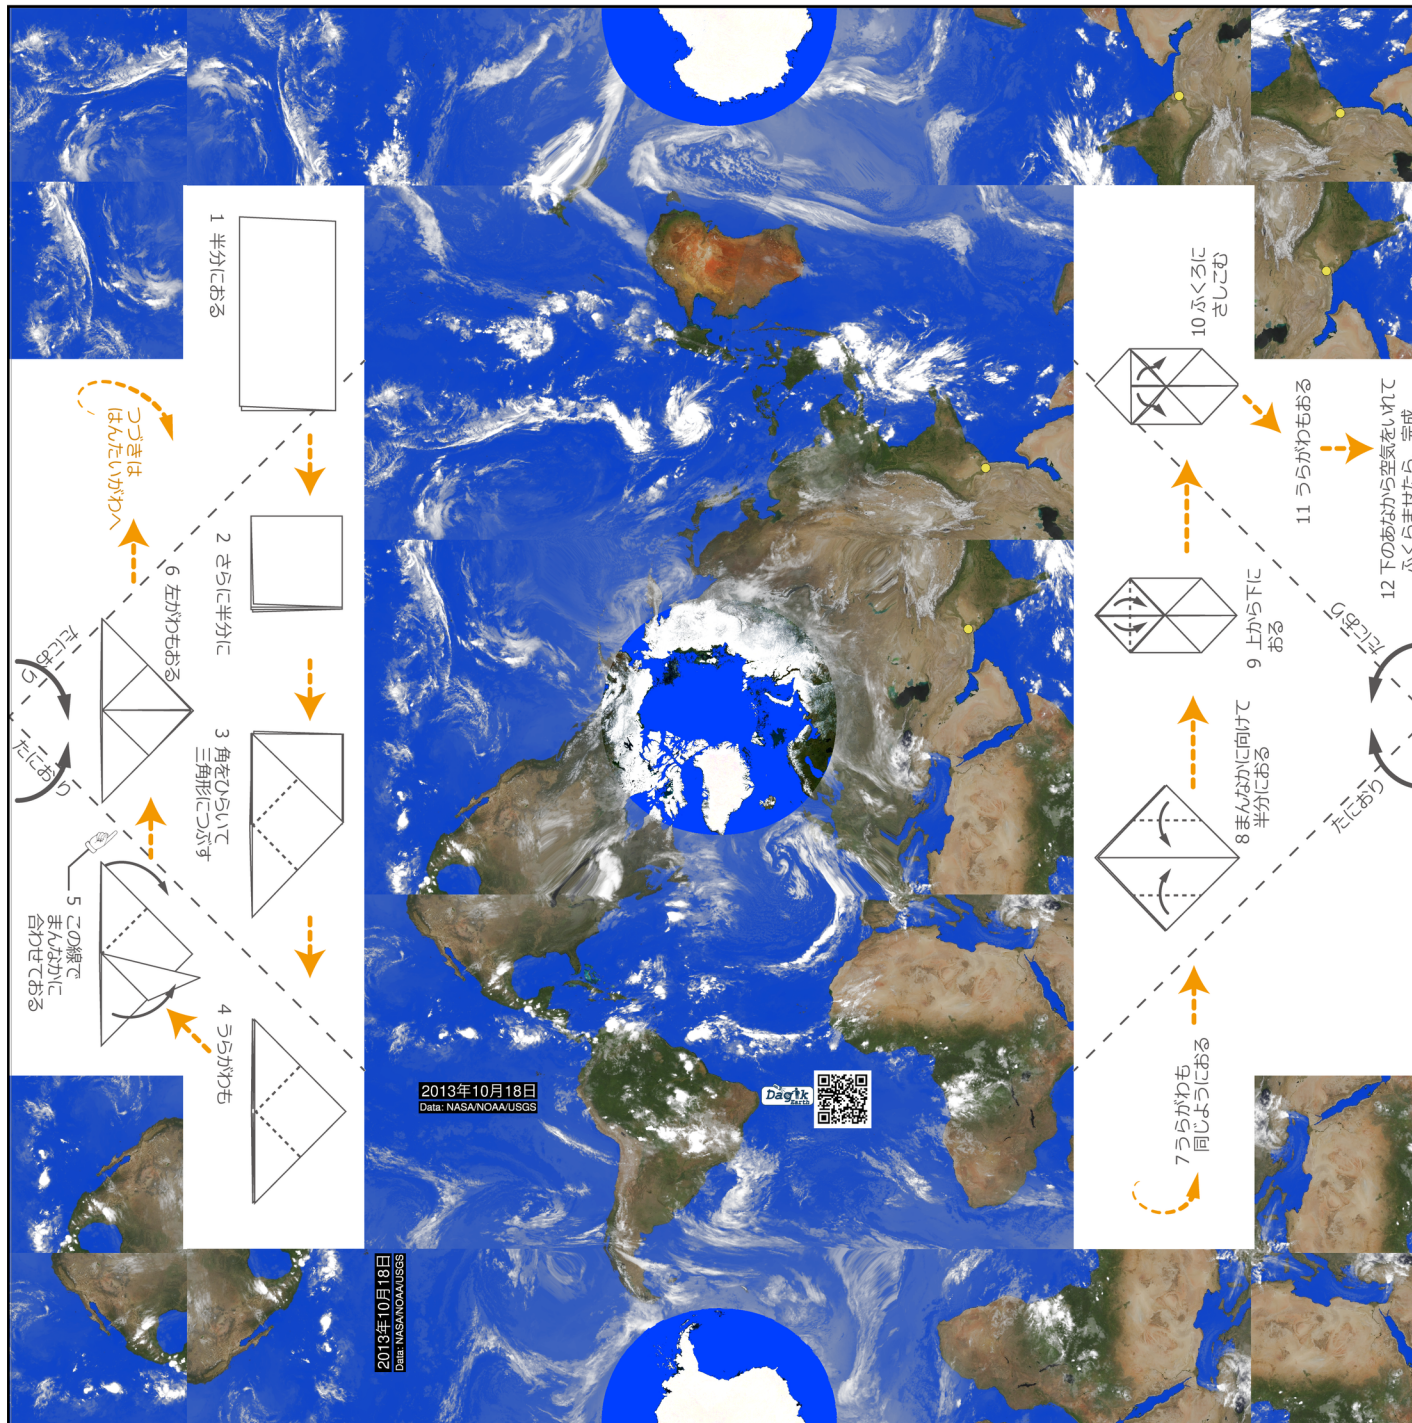 1 半分におる
2 さらに半分に
3 角をひらいて
三角形につぶす
4 うらがわも
5 この線で
まんなかに
合わせておる
6 左がわもおる
つづきは
はんたいがわへ
たにおり
たにおり
7 うらがわも
同じようにおる
8 まんなかに向けて
半分におる
9 上から下に
おる
10 ふくろに
さしこむ
11 うらがわもおる
12 下のあなから空気をいれて
ふくらませたら、完成
たにおり
たにおり
2013年10月18日
Data: NASA/NOAA/USGS
Dagik
Earth
2013年10月18日
Data: NASA/NOAA/USGS